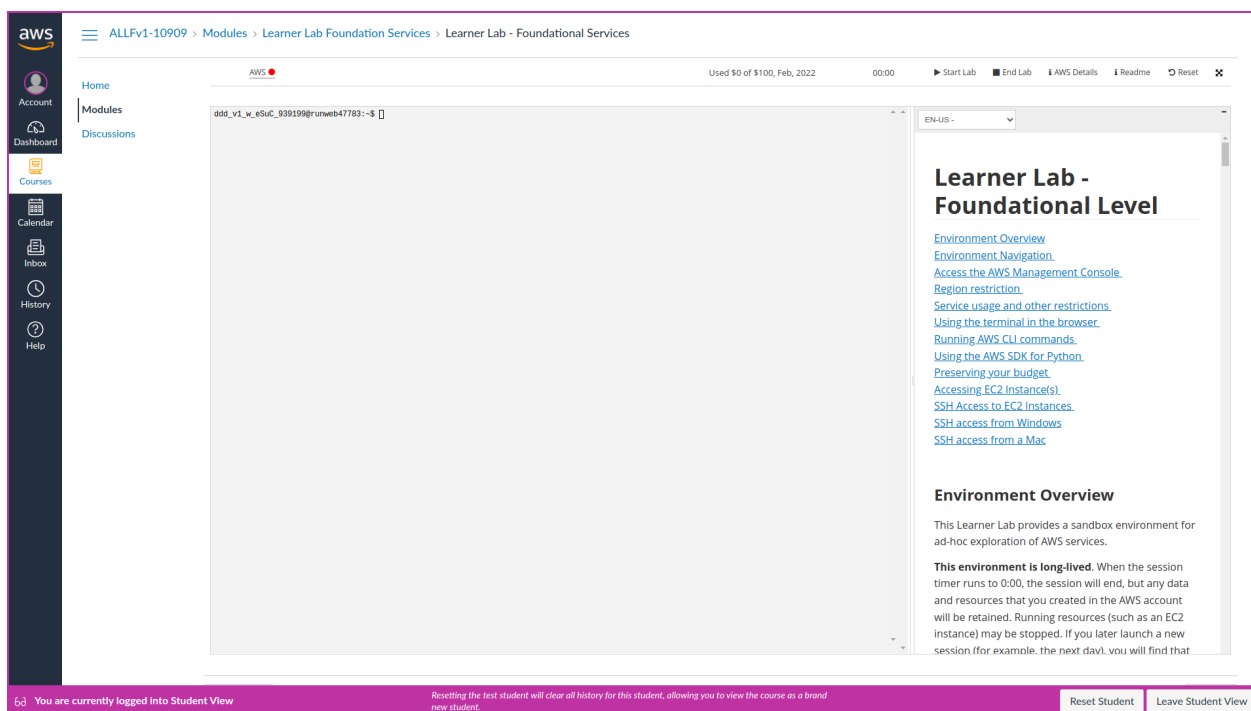 aws
ALLFv1-10909 › Modules › Learner Lab Foundation Services › Learner Lab - Foundational Services
Account
Dashboard
Courses
Calendar
Inbox
History
Help
Home
Modules
Discussions
AWS
Used $0 of $100, Feb, 2022
00:00
Start Lab
End Lab
AWS Details
Readme
Reset
ddd_v1_w_eSuC_939199@runweb47783:~$
EN-US -
Learner Lab -
Foundational Level
Environment Overview
Environment Navigation
Access the AWS Management Console
Region restriction
Service usage and other restrictions
Using the terminal in the browser
Running AWS CLI commands
Using the AWS SDK for Python
Preserving your budget
Accessing EC2 Instance(s)
SSH Access to EC2 Instances
SSH access from Windows
SSH access from a Mac
Environment Overview
This Learner Lab provides a sandbox environment for
ad-hoc exploration of AWS services.
This environment is long-lived. When the session
timer runs to 0:00, the session will end, but any data
and resources that you created in the AWS account
will be retained. Running resources (such as an EC2
instance) may be stopped. If you later launch a new
session (for example, the next day), you will find that
You are currently logged into Student View
Resetting the test student will clear all history for this student, allowing you to view the course as a brand
new student.
Reset Student
Leave Student View